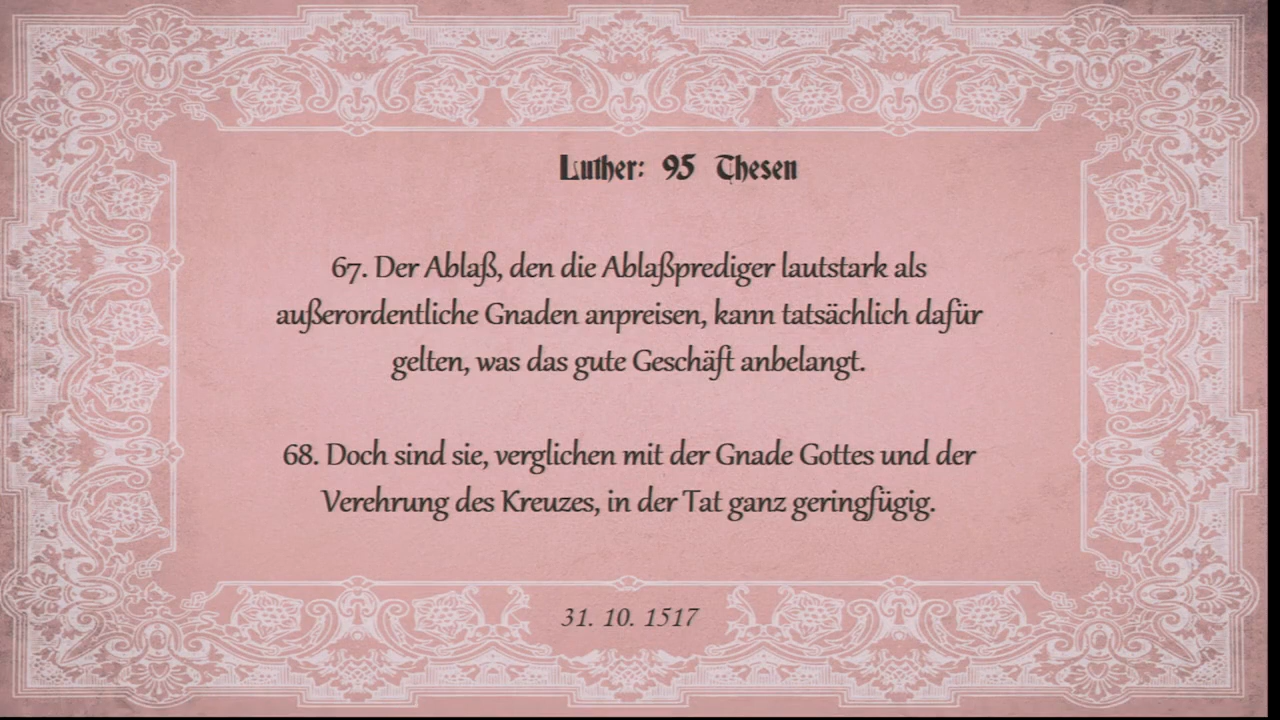 Luther: 95 Thesen
67. Der Ablaß, den die Ablaßprediger lautstark als
außerordentliche Gnaden anpreisen, kann tatsächlich dafür
gelten, was das gute Geschäft anbelangt.
68. Doch sind sie, verglichen mit der Gnade Gottes und der
Verehrung des Kreuzes, in der Tat ganz geringfügig.
31. 10. 1517